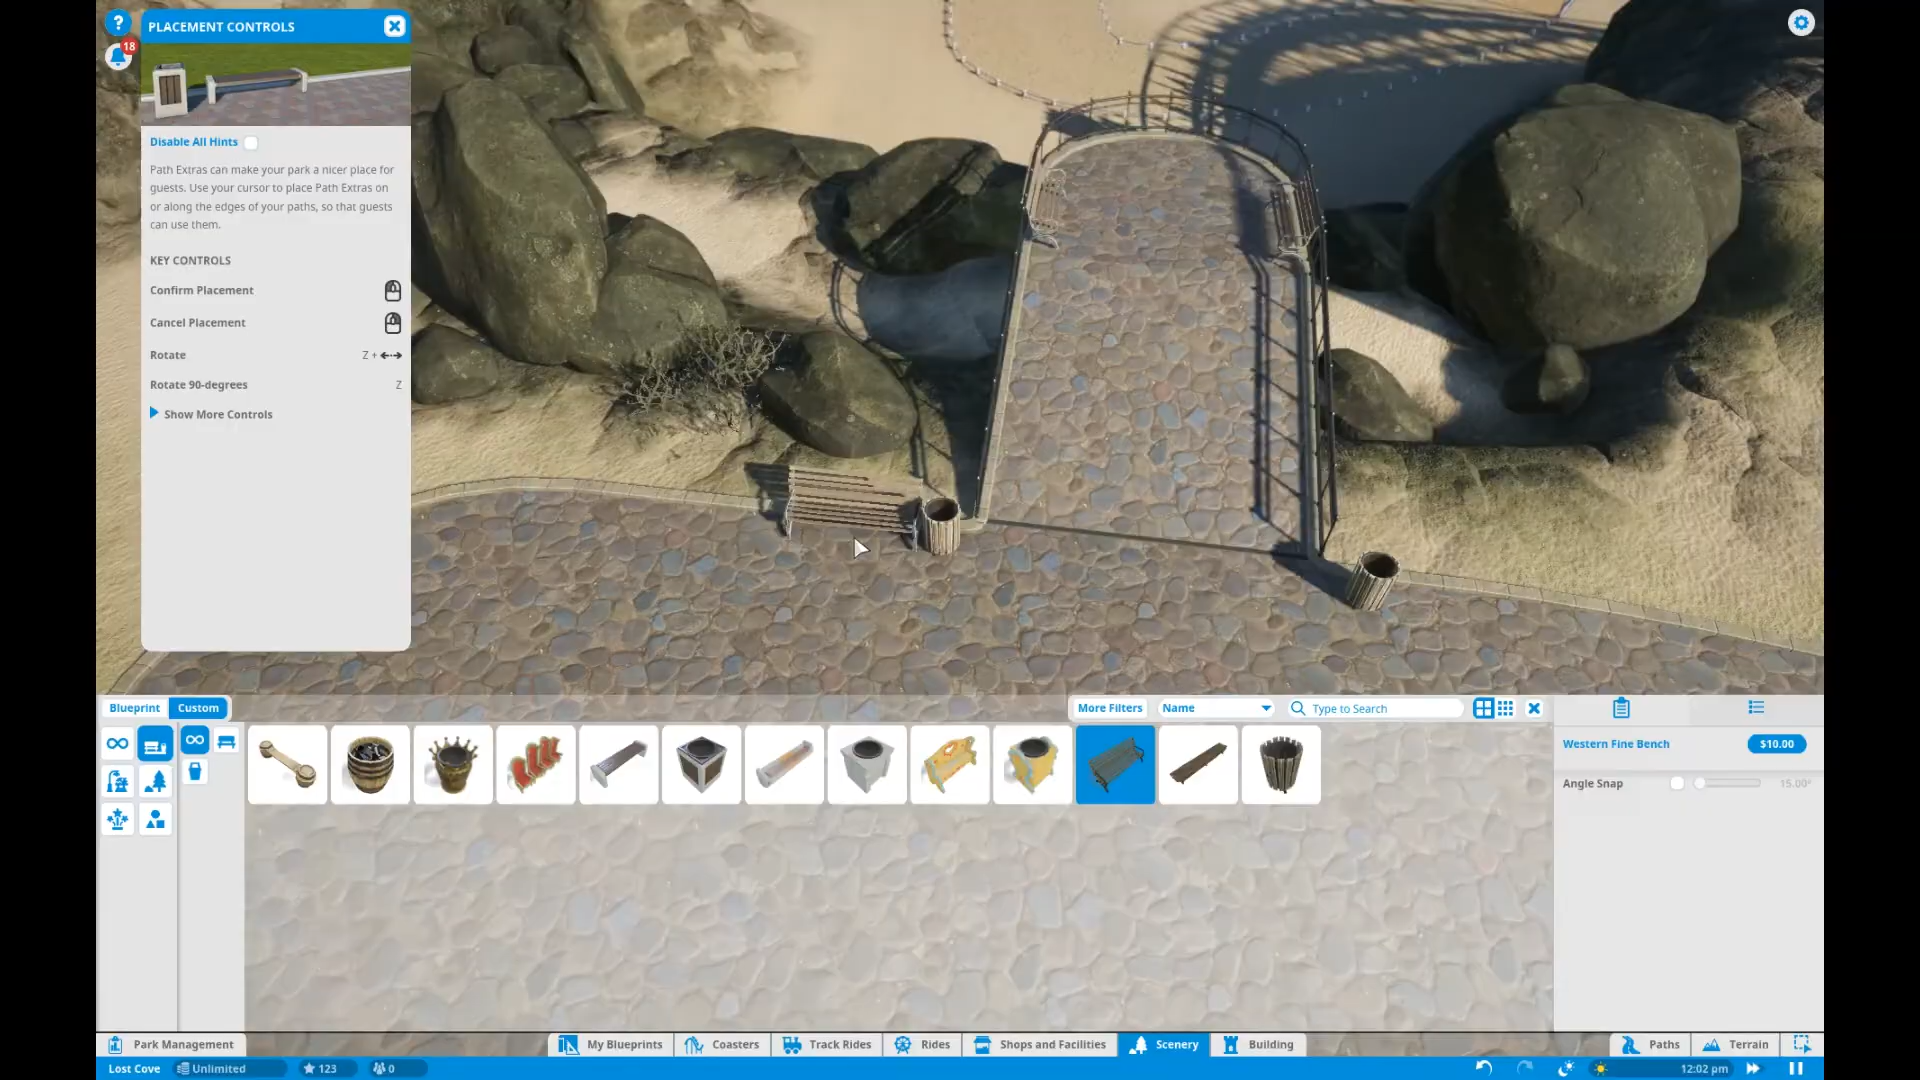 ?
PLACEMENT CONTROLS
18
Disable All Hints
Path Extras can make your park a nicer place for
guests. Use your cursor to place Path Extras on
or along the edges of your paths, so that guests
can use them.
KEY CONTROLS
Confirm Placement
Cancel Placement
Rotate Z +
Rotate 90-degrees Z
Show More Controls
Blueprint Custom More Filters Name Type to Search
Western Fine Bench $10.00
Angle Snap 15.00°
Park Management My Blueprints Coasters Track Rides Rides Shops and Facilities Scenery Building Paths Terrain
Lost Cove Unlimited 123 0 12:02 pm